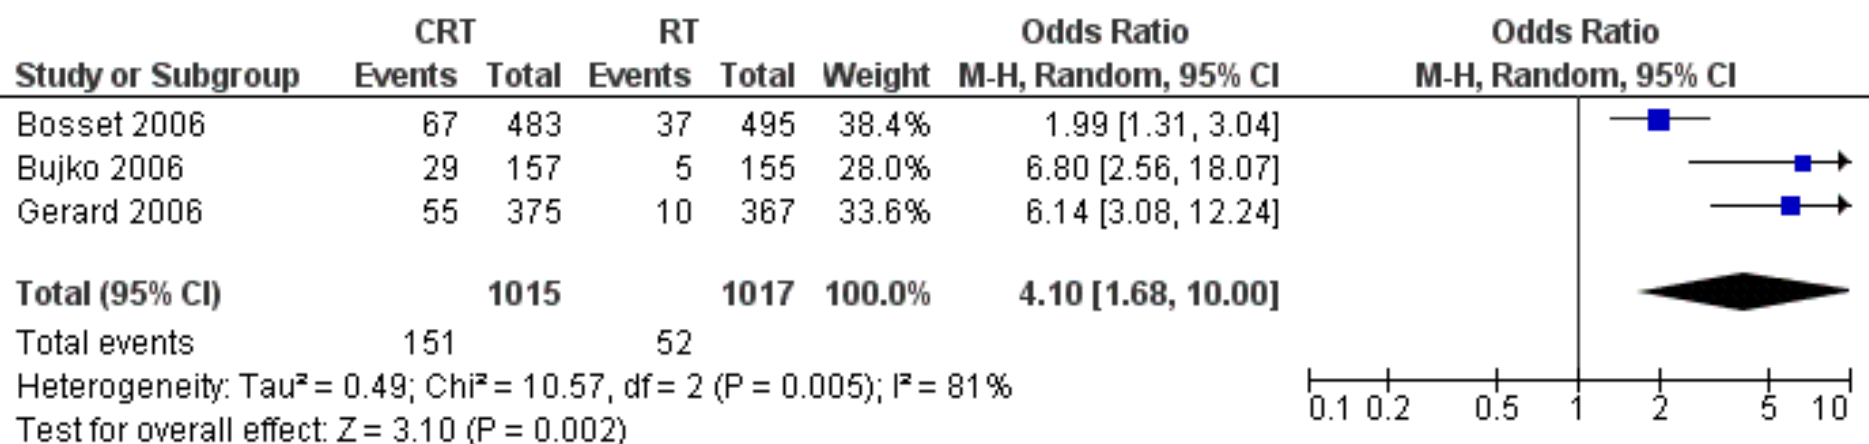 CRT RT Odds Ratio Odds Ratio
Study or Subgroup Events Total Events Total Weight M-H, Random, 95% CI M-H, Random, 95% CI
Bosset 2006 67 483 37 495 38.4% 1.99 [1.31, 3.04]
Bujko 2006 29 157 5 155 28.0% 6.80 [2.56, 18.07]
Gerard 2006 55 375 10 367 33.6% 6.14 [3.08, 12.24]
Total (95% CI) 1015 1017 100.0% 4.10 [1.68, 10.00]
Total events 151 52
Heterogeneity: Tau² = 0.49; Chi² = 10.57, df = 2 (P = 0.005); I² = 81%
Test for overall effect: Z = 3.10 (P = 0.002)
0.1 0.2 0.5 1 2 5 10